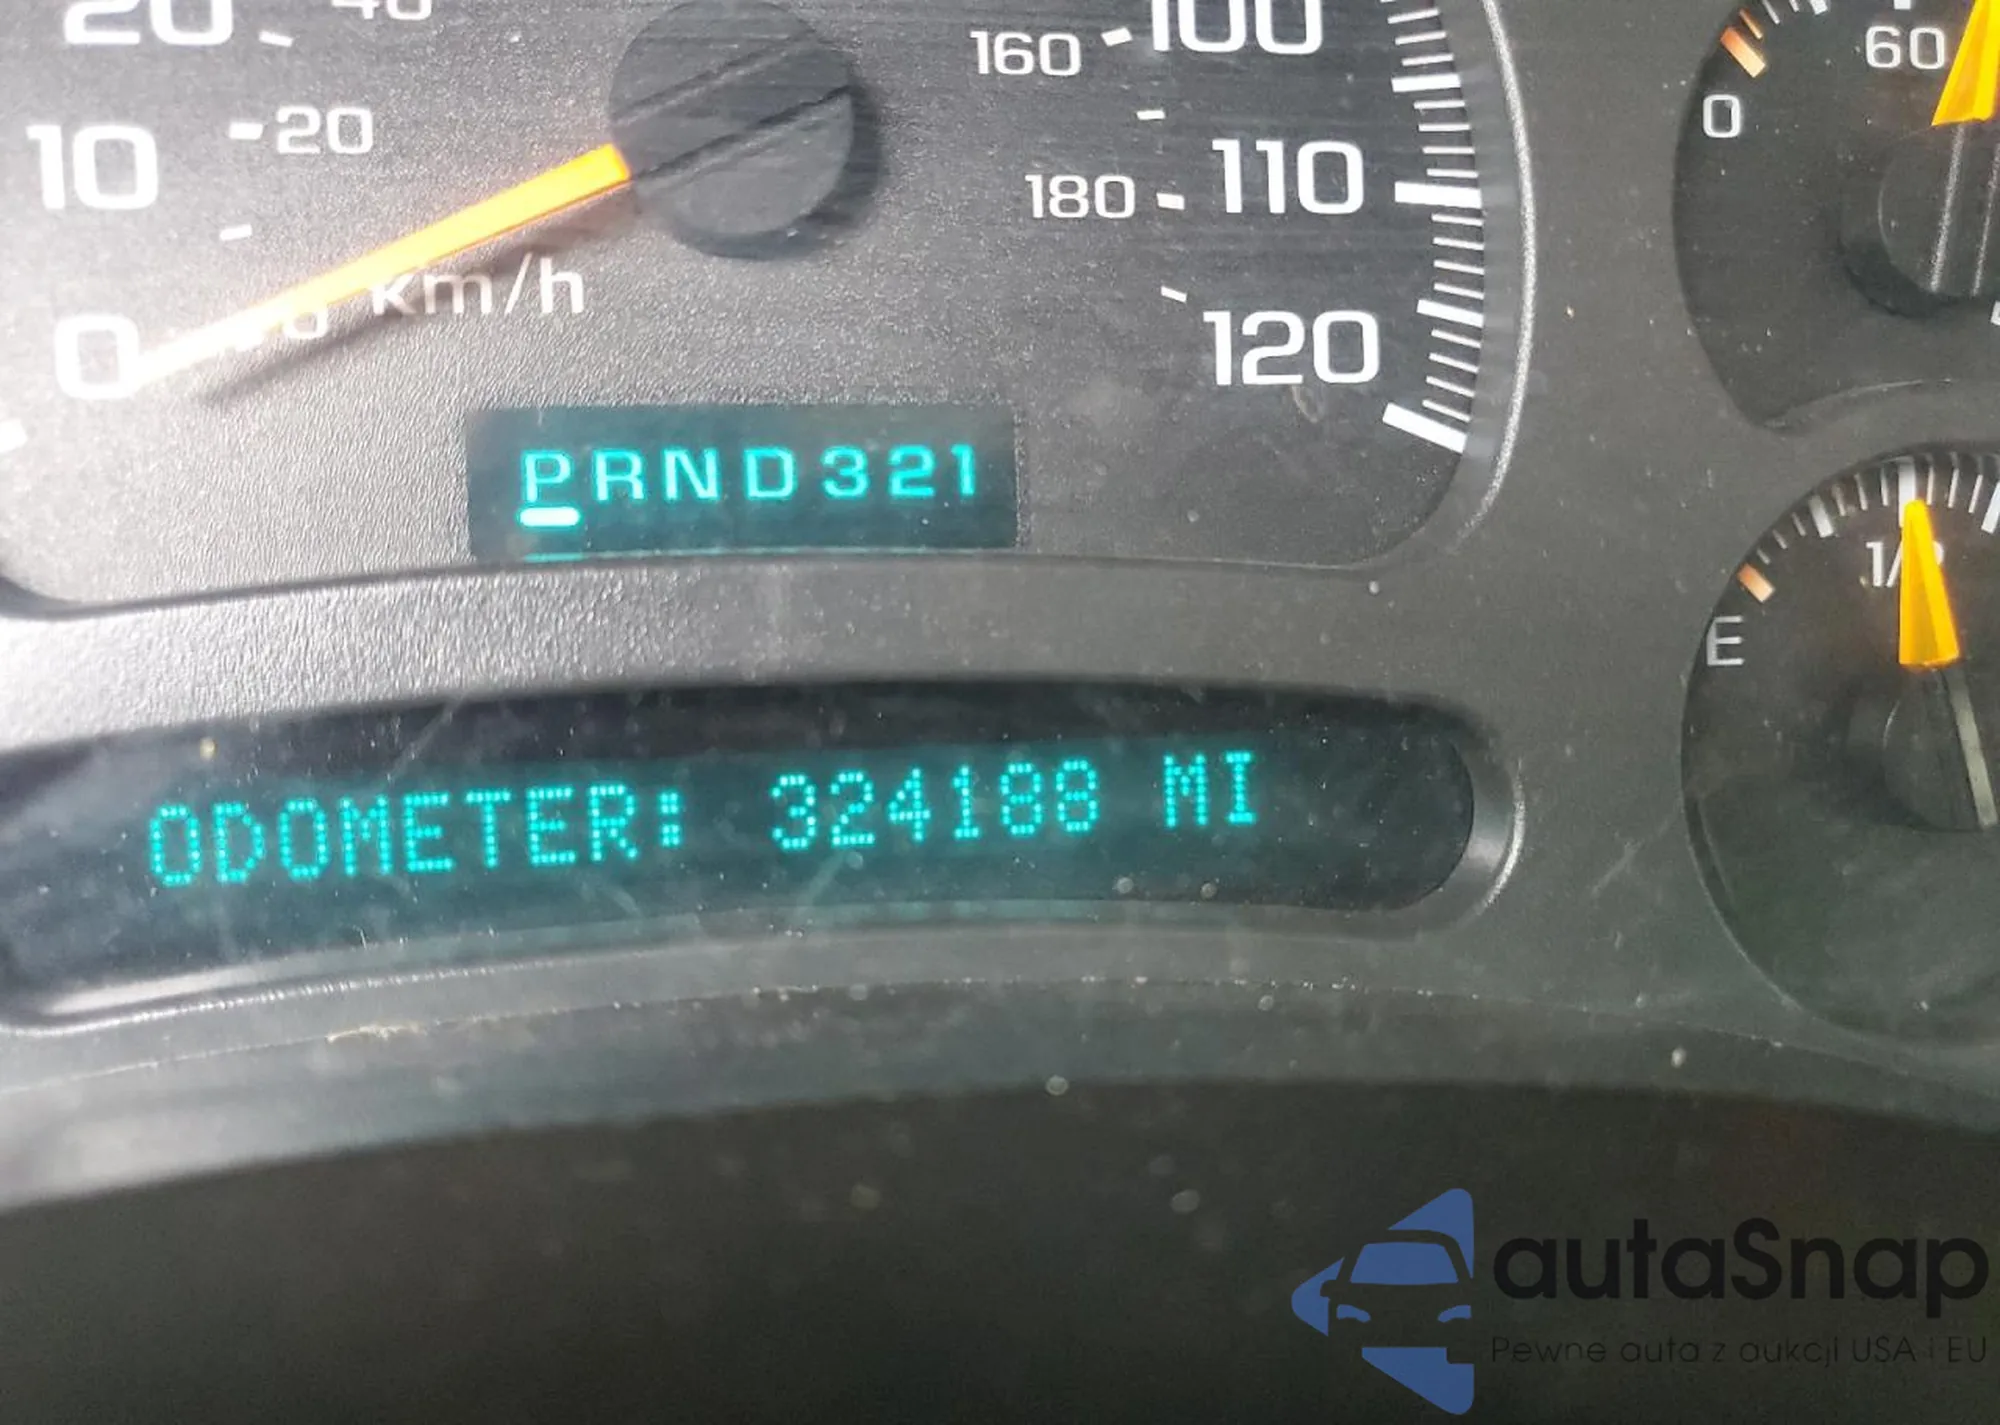 20 40
160 100
60
0
10 20
180 110
km/h
0
120
PRND321
1/2
E
ODOMETER: 324188 MI
autaSnap
Pewne auta z aukcji USA i EU